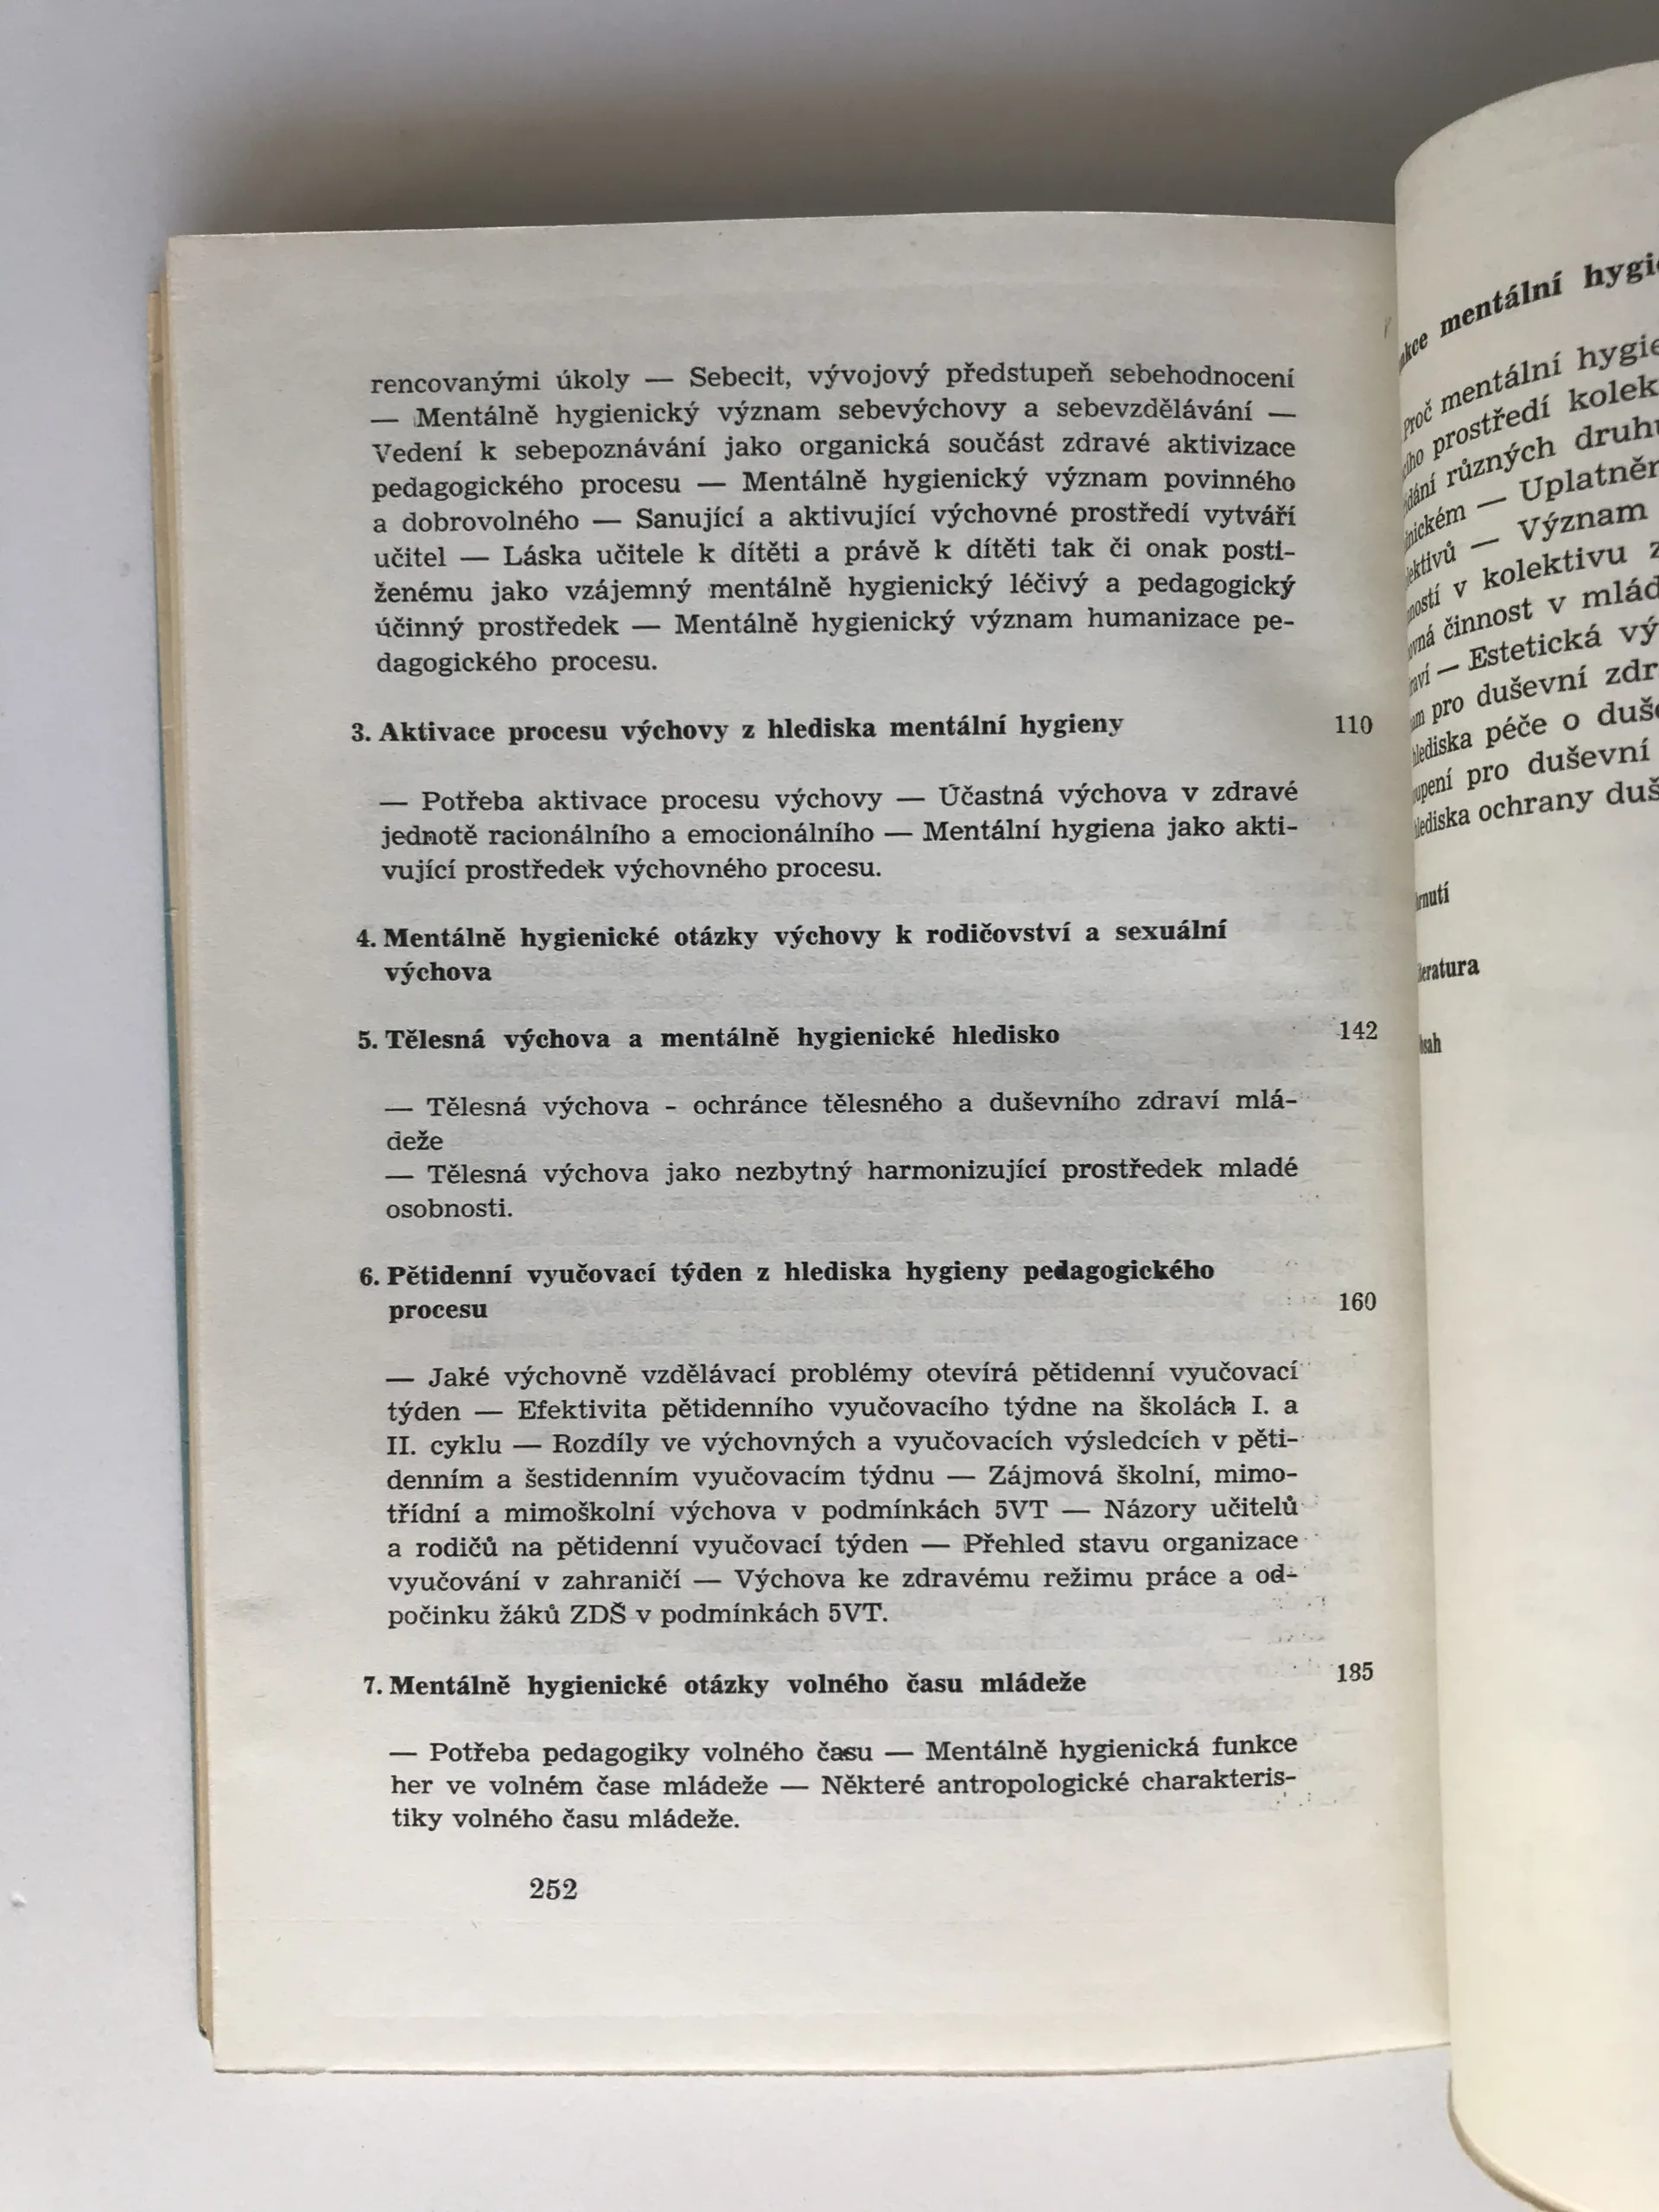 rencovanými úkoly — Sebecit, vývojový předstupeň sebehodnocení
— Mentálně hygienický význam sebevýchovy a sebevzdělávání —
Vedení k sebepoznávání jako organická součást zdravé aktivizace
pedagogického procesu — Mentálně hygienický význam povinného
a dobrovolného — Sanující a aktivující výchovné prostředí vytváří
učitel — Láska učitele k dítěti a právě k dítěti tak či onak posti-
ženému jako vzájemný mentálně hygienický léčivý a pedagogický
účinný prostředek — Mentálně hygienický význam humanizace pe-
dagogického procesu.
3. Aktivace procesu výchovy z hlediska mentální hygieny 110
— Potřeba aktivace procesu výchovy — Účastná výchova v zdravé
jednotě racionálního a emocionálního — Mentální hygiena jako akti-
vující prostředek výchovného procesu.
4. Mentálně hygienické otázky výchovy k rodičovství a sexuální
výchova
5. Tělesná výchova a mentálně hygienické hledisko 142
— Tělesná výchova - ochránce tělesného a duševního zdraví mlá-
deže
— Tělesná výchova jako nezbytný harmonizující prostředek mladé
osobnosti.
6. Pětidenní vyučovací týden z hlediska hygieny pedagogického
procesu 160
— Jaké výchovně vzdělávací problémy otevírá pětidenní vyučovací
týden — Efektivita pětidenního vyučovacího týdne na školách I. a
II. cyklu — Rozdíly ve výchovných a vyučovacích výsledcích v pěti-
denním a šestidenním vyučovacím týdnu — Zájmová školní, mimo-
třídní a mimoškolní výchova v podmínkách 5VT — Názory učitelů
a rodičů na pětidenní vyučovací týden — Přehled stavu organizace
vyučování v zahraničí — Výchova ke zdravému režimu práce a od-
počinku žáků ZDŠ v podmínkách 5VT.
7. Mentálně hygienické otázky volného času mládeže 185
— Potřeba pedagogiky volného času — Mentálně hygienická funkce
her ve volném čase mládeže — Některé antropologické charakteris-
tiky volného času mládeže.
252
mentální
Proč mentální
prostředí
různých
— Uplatněn
— Význam
v kolektivu
činnost v
— Estetická
pro duševní
péče o
pro duševní
ochrany